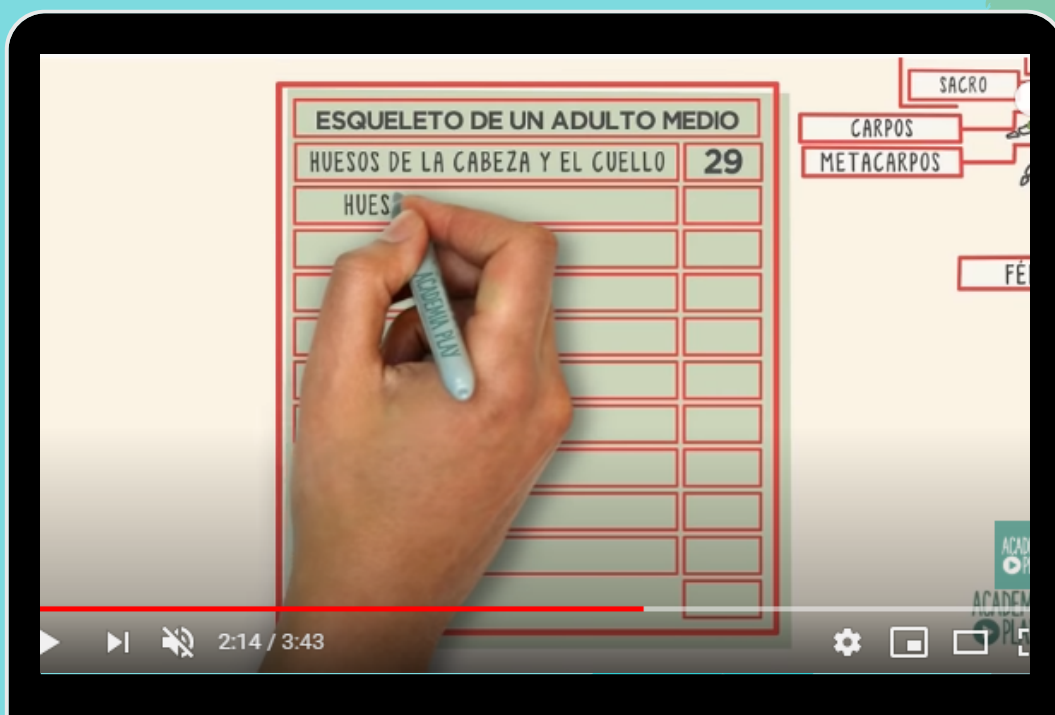 SACRO
ESQUELETO DE UN ADULTO MEDIO
CARPOS
HUESOS DE LA CABEZA Y EL CUELLO 29
METACARPOS
HUES
ACADEMIA PLAY
2:14 / 3:43